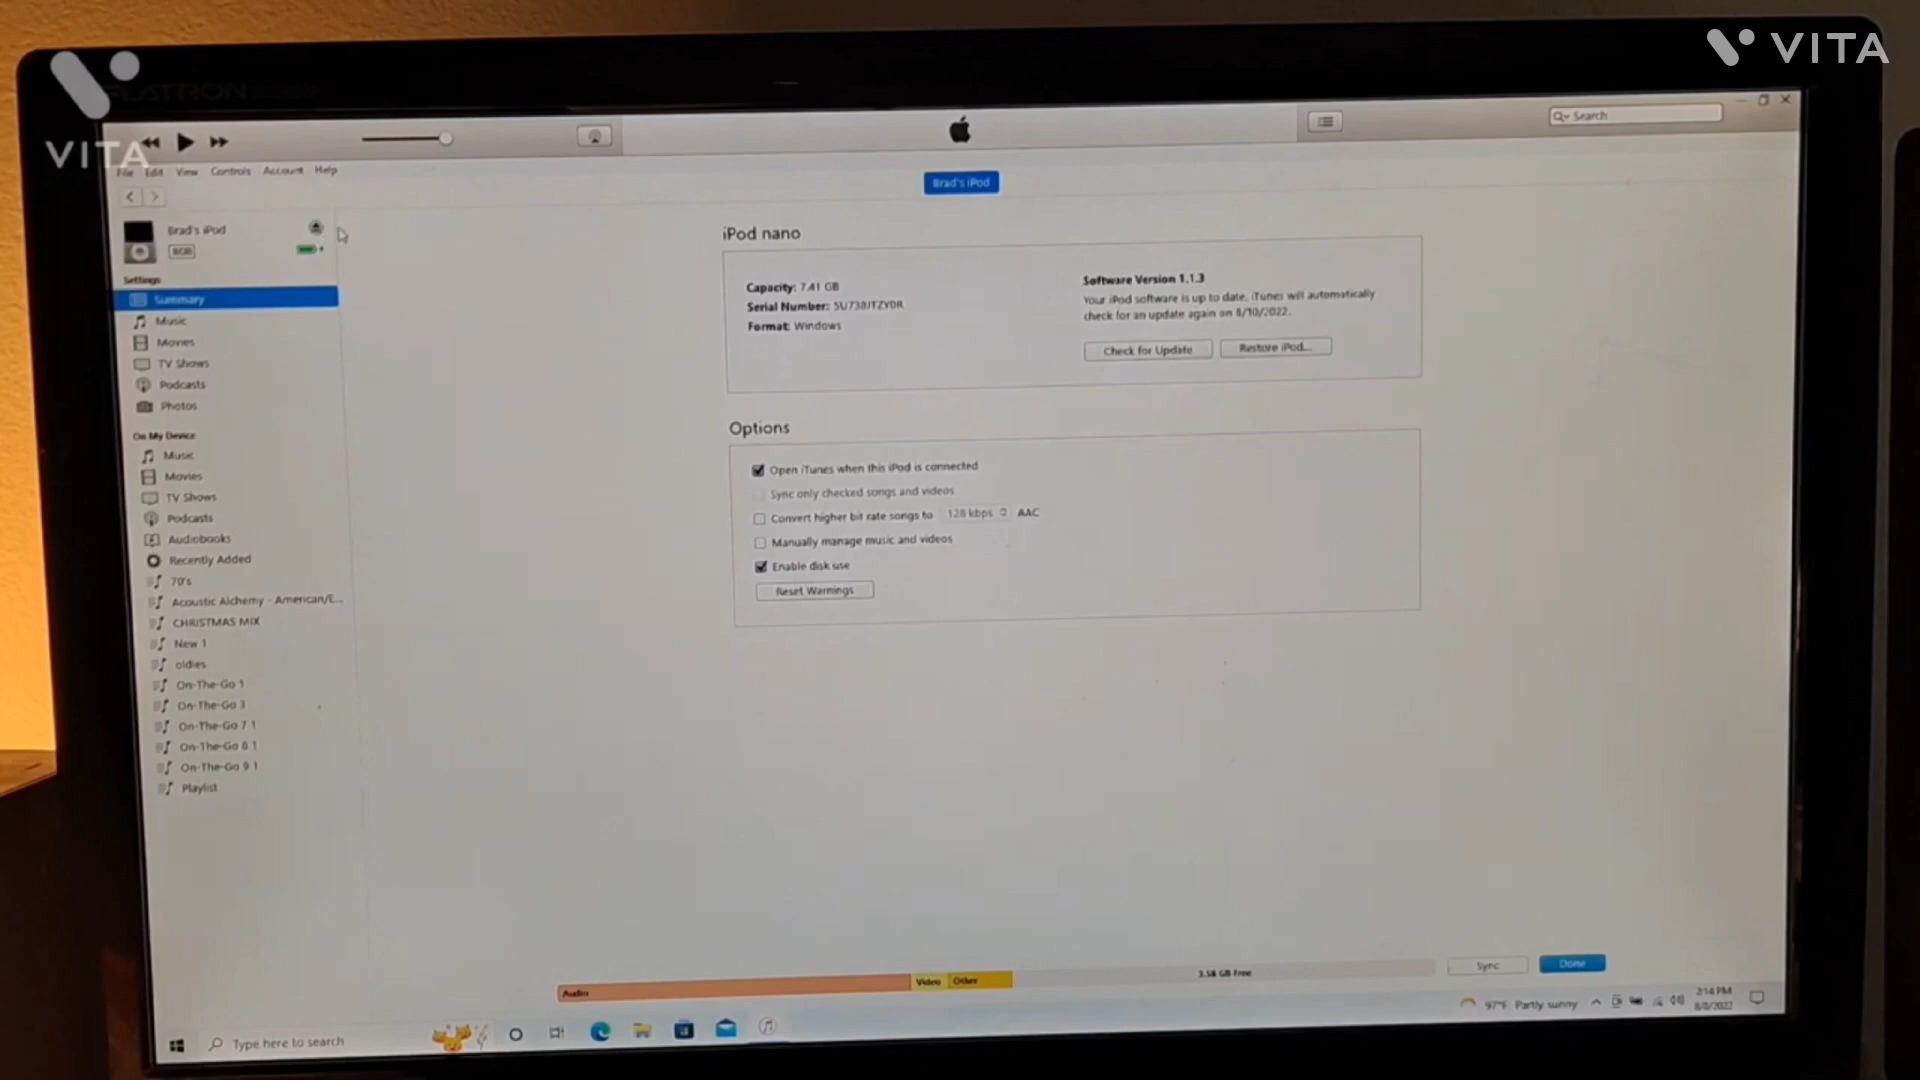 VITA
VITA
FLATRON
Search
File Edit View Controls Account Help
Brad's iPod
Brad's iPod
8GB
Settings
Summary
Music
Movies
TV Shows
Podcasts
Photos
On My Device
Music
Movies
TV Shows
Podcasts
Audiobooks
Recently Added
70's
Acoustic Alchemy - American/E...
CHRISTMAS MIX
New 1
oldies
On-The-Go 1
On-The-Go 3
On-The-Go 7 1
On-The-Go 8 1
On-The-Go 9 1
Playlist
iPod nano
Capacity: 7.41 GB
Serial Number: 5U730JTZY0R
Format: Windows
Software Version 1.1.3
Your iPod software is up to date. iTunes will automatically
check for an update again on 8/10/2022.
Check for Update Restore iPod...
Options
Open iTunes when this iPod is connected
Sync only checked songs and videos
Convert higher bit rate songs to 128 kbps AAC
Manually manage music and videos
Enable disk use
Reset Warnings
Audio Video Other 3.58 GB Free
Sync Done
Type here to search
97°F Partly sunny
2:14 PM
8/8/2022